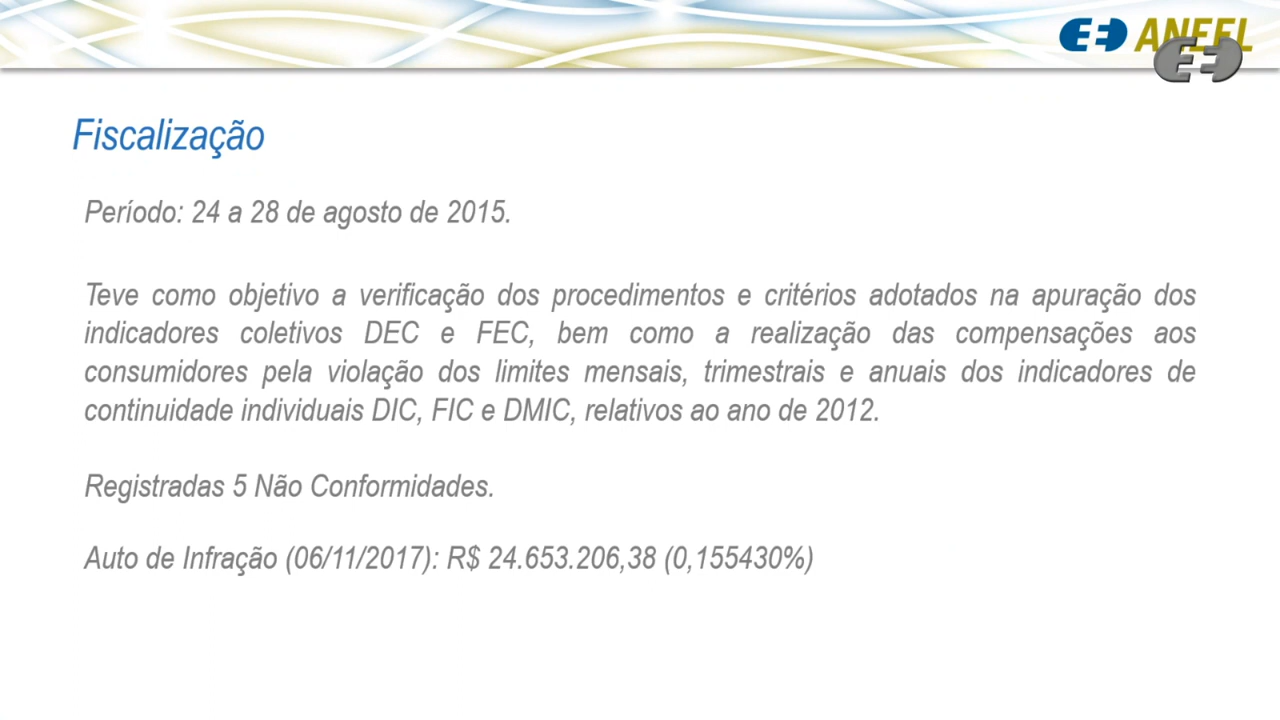 ANEEL
Fiscalização
Período: 24 a 28 de agosto de 2015.
Teve como objetivo a verificação dos procedimentos e critérios adotados na apuração dos
indicadores coletivos DEC e FEC, bem como a realização das compensações aos
consumidores pela violação dos limites mensais, trimestrais e anuais dos indicadores de
continuidade individuais DIC, FIC e DMIC, relativos ao ano de 2012.
Registradas 5 Não Conformidades.
Auto de Infração (06/11/2017): R$ 24.653.206,38 (0,155430%)